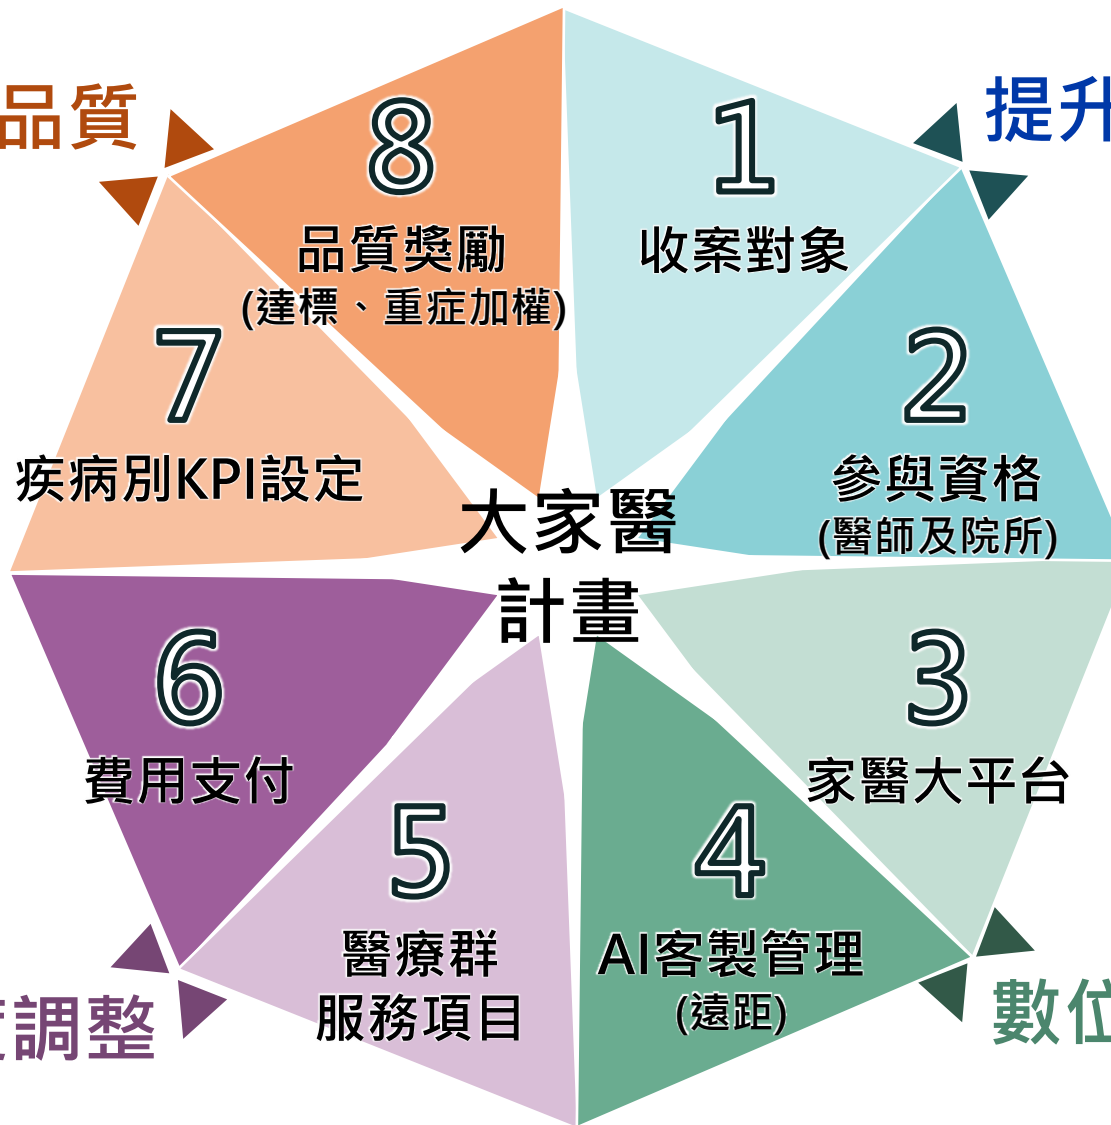 品質
提升
8
品質獎勵
(達標、重症加權)
1
收案對象
7
疾病別KPI設定
2
參與資格
(醫師及院所)
大家醫
計畫
6
費用支付
3
家醫大平台
5
醫療群
服務項目
4
AI客製管理
(遠距)
調整
數位